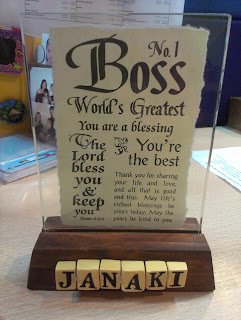 No. 1
Boss
World's Greatest
You are a blessing
The
Lord
bless
you
&
keep
you
You're
the best
Thank you for sharing
your life and love,
and all that is good
and true. May life's
richest blessings be
yours today. May the
years be kind to you.
JANAKI